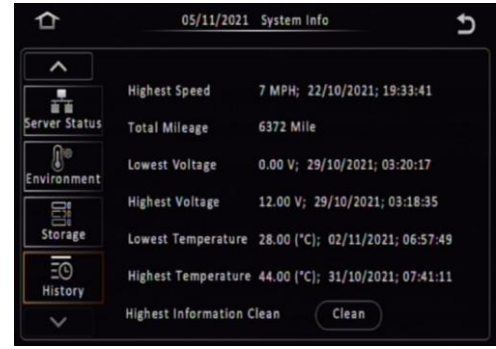 05/11/2021 System Info
Server Status
Environment
Storage
History
Highest Speed 7 MPH; 22/10/2021; 19:33:41
Total Mileage 6372 Mile
Lowest Voltage 0.00 V; 29/10/2021; 03:20:17
Highest Voltage 12.00 V; 29/10/2021; 03:18:35
Lowest Temperature 28.00 (°C); 02/11/2021; 06:57:49
Highest Temperature 44.00 (°C); 31/10/2021; 07:41:11
Highest Information Clean Clean